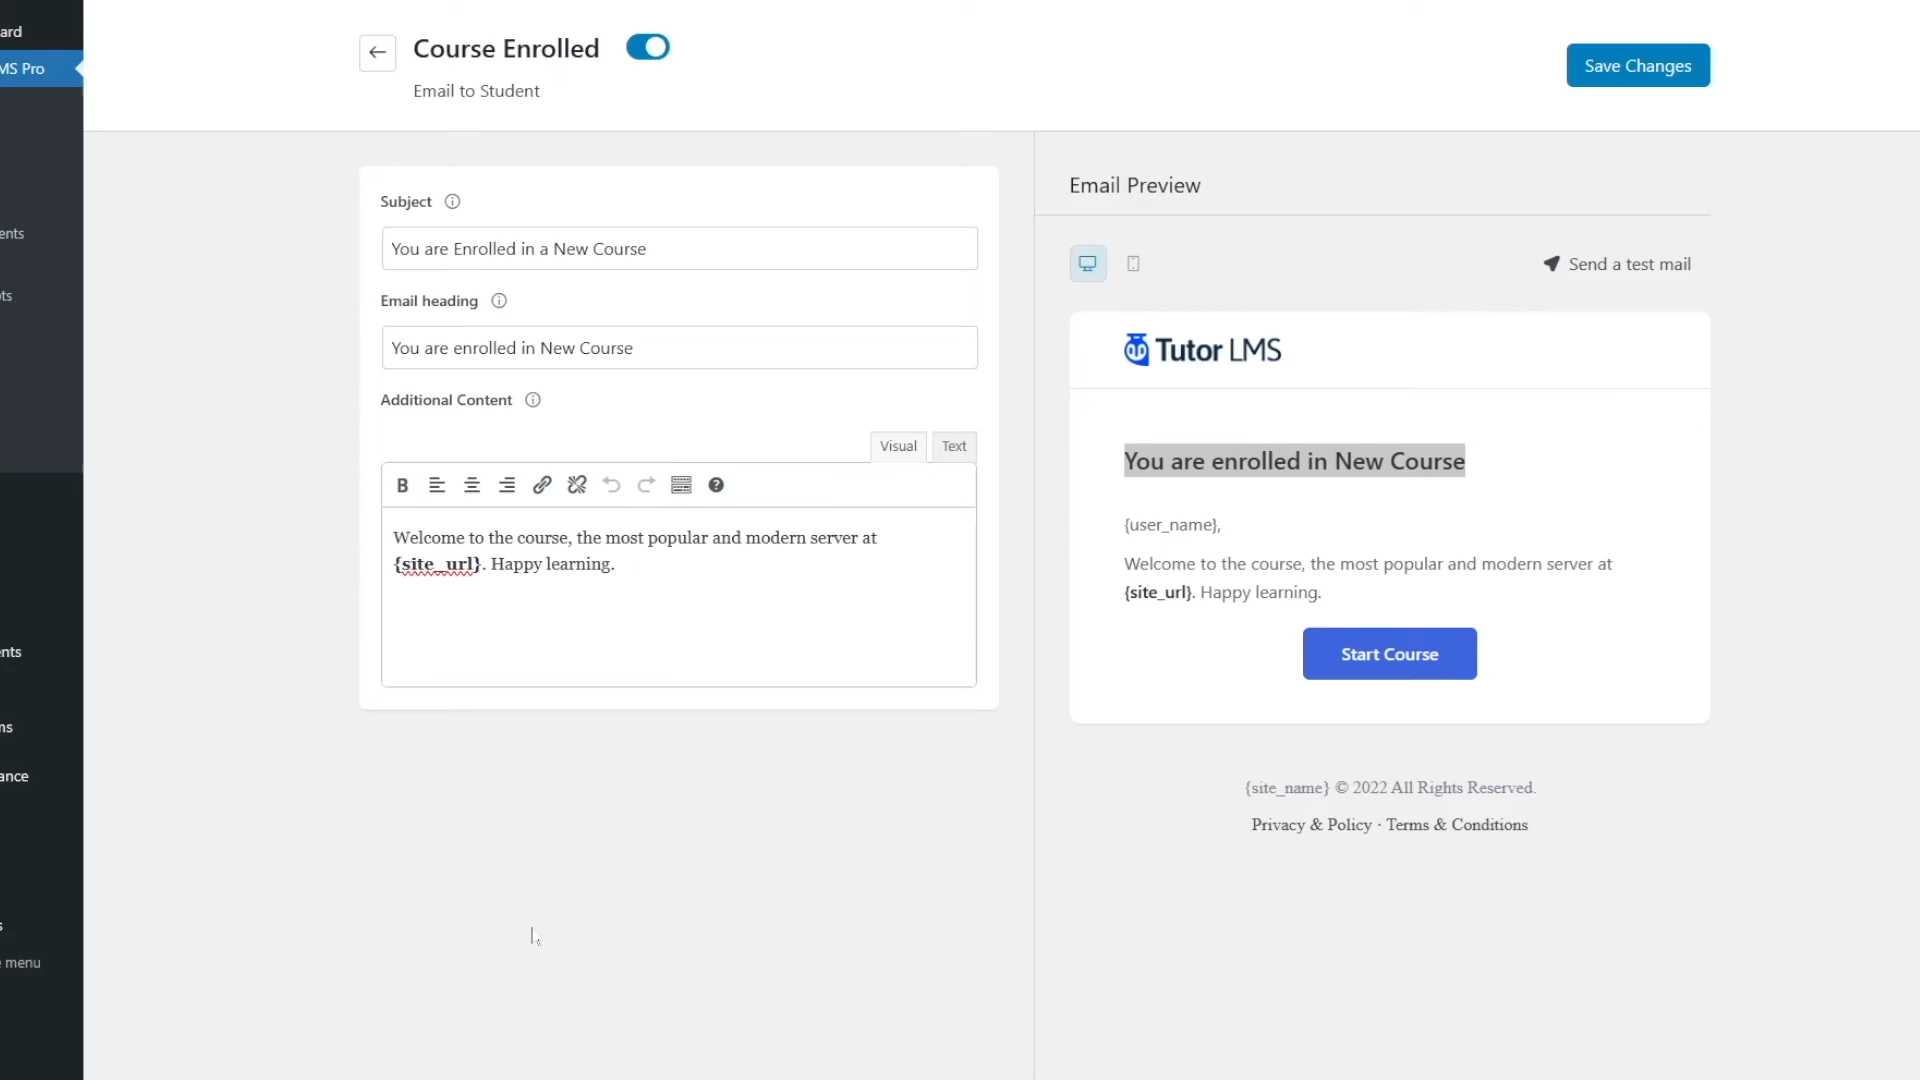 ard
MS Pro
ents
ots
ents
ms
ance
s
menu
Course Enrolled
Email to Student
Save Changes
Subject
You are Enrolled in a New Course
Email heading
You are enrolled in New Course
Additional Content
Visual Text
B
Welcome to the course, the most popular and modern server at
{site_url}. Happy learning.
Email Preview
Send a test mail
Tutor LMS
You are enrolled in New Course
{user_name},
Welcome to the course, the most popular and modern server at
{site_url}. Happy learning.
Start Course
{site_name} © 2022 All Rights Reserved.
Privacy & Policy · Terms & Conditions